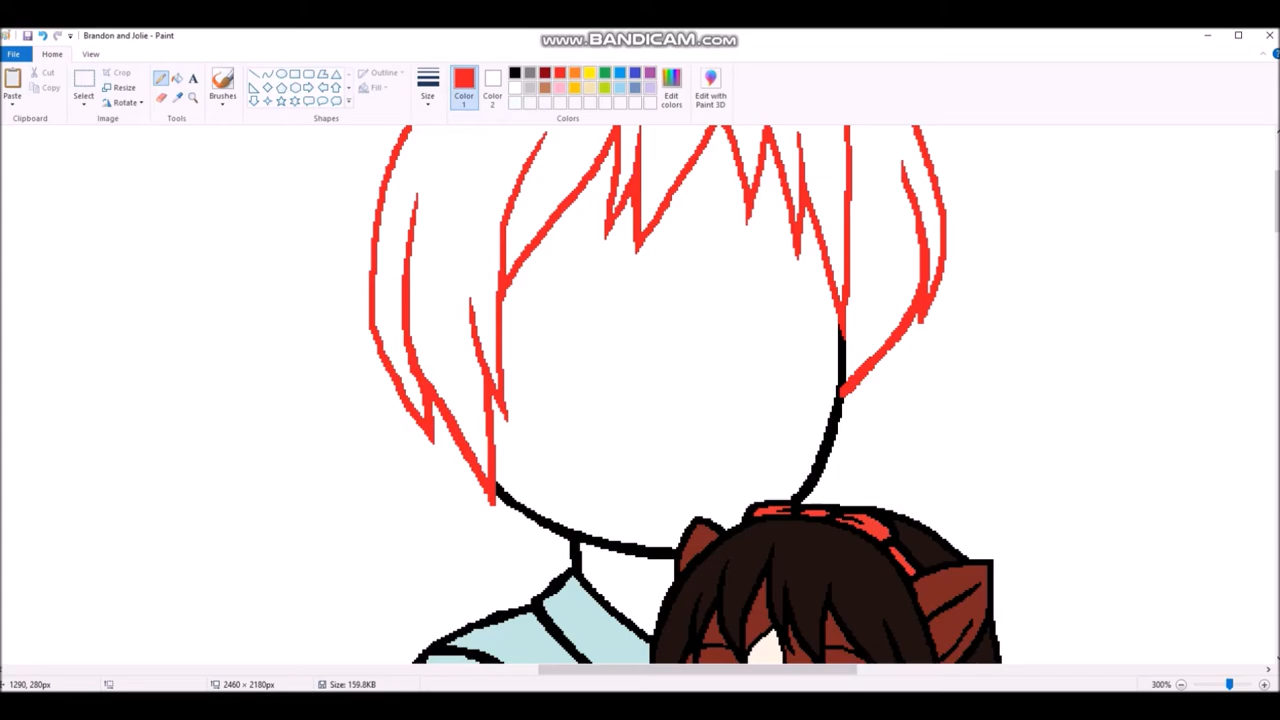 Brandon and Jolie - Paint
www.BANDICAM.com
File
Home
View
Paste
Cut
Copy
Clipboard
Select
Crop
Resize
Rotate
Image
A
Tools
Brushes
Outline
Fill
Shapes
Size
Color 1
Color 2
Edit colors
Edit with Paint 3D
Colors
1290, 280px
2460 × 2180px
Size: 159.8KB
300%